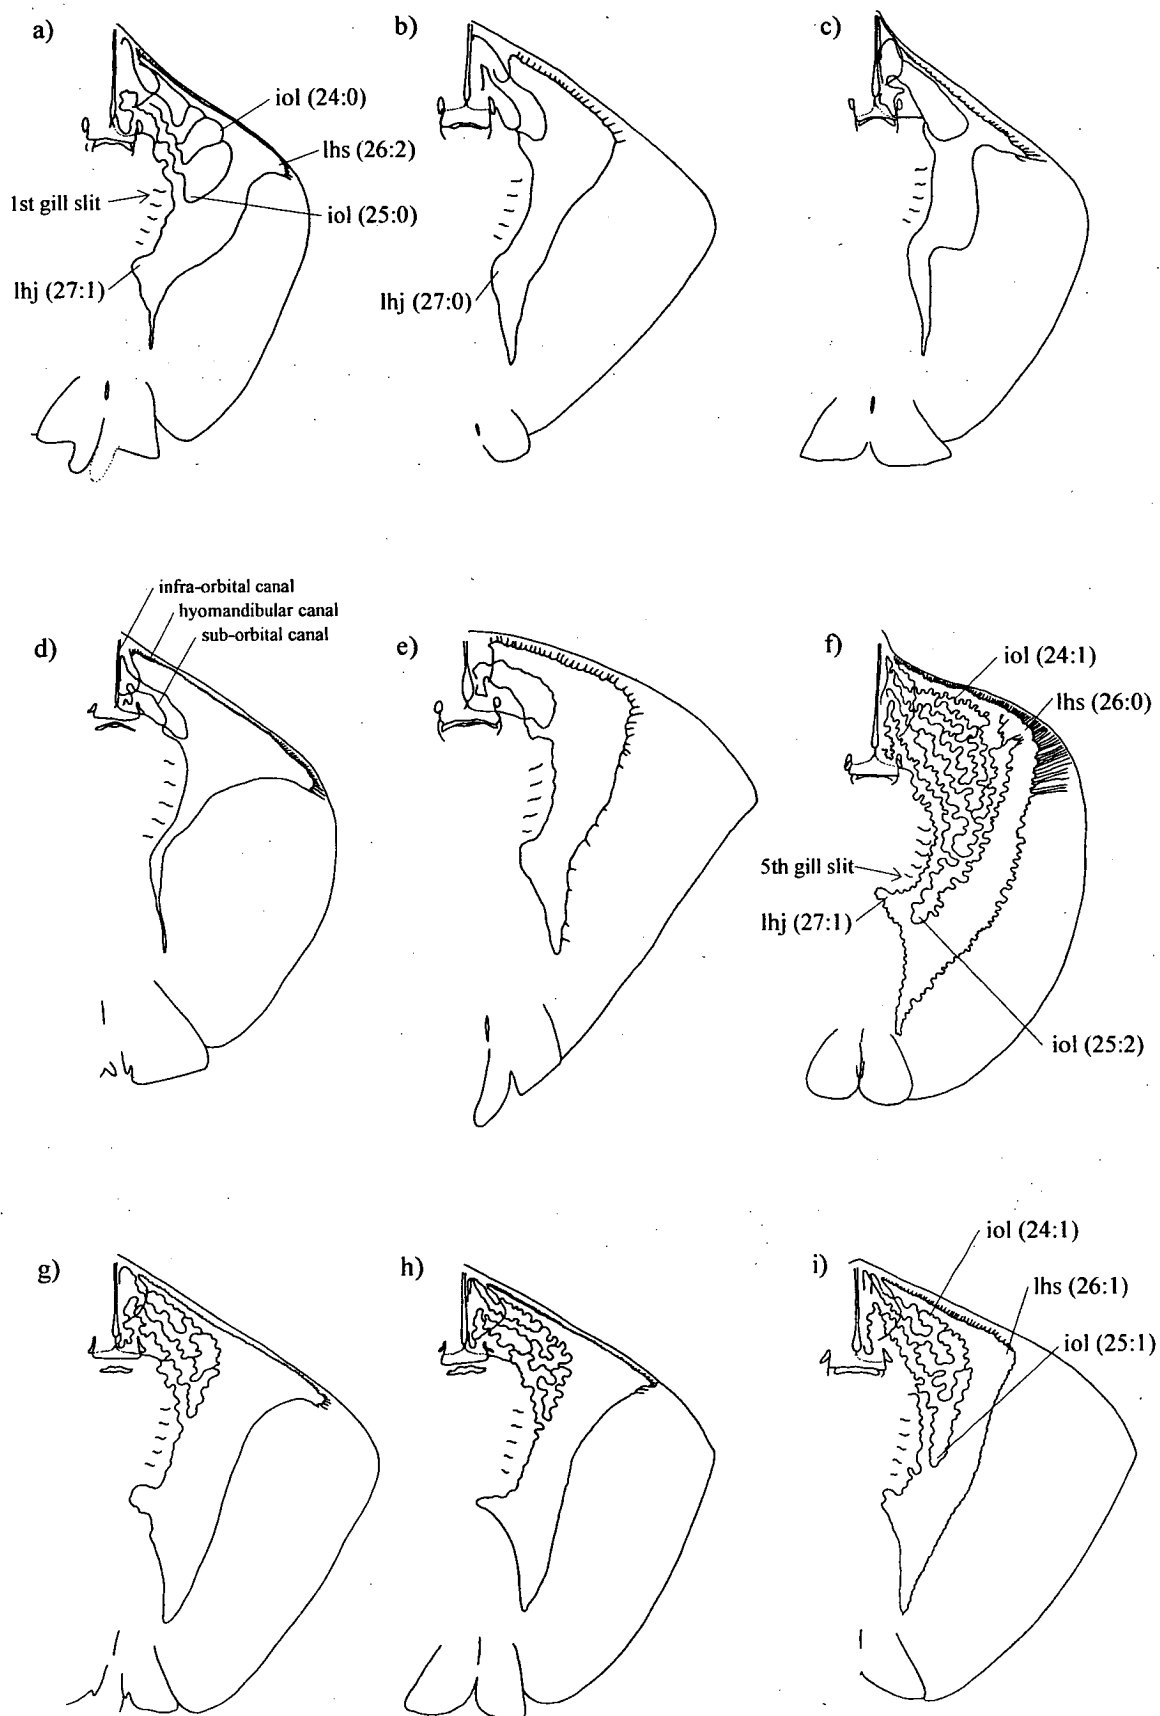 a)
iol (24:0)
lhs (26:2)
1st gill slit
iol (25:0)
lhj (27:1)
b)
lhj (27:0)
c)
infra-orbital canal
hyomandibular canal
sub-orbital canal
d)
e)
f)
iol (24:1)
lhs (26:0)
5th gill slit
lhj (27:1)
iol (25:2)
g)
h)
i)
iol (24:1)
lhs (26:1)
iol (25:1)